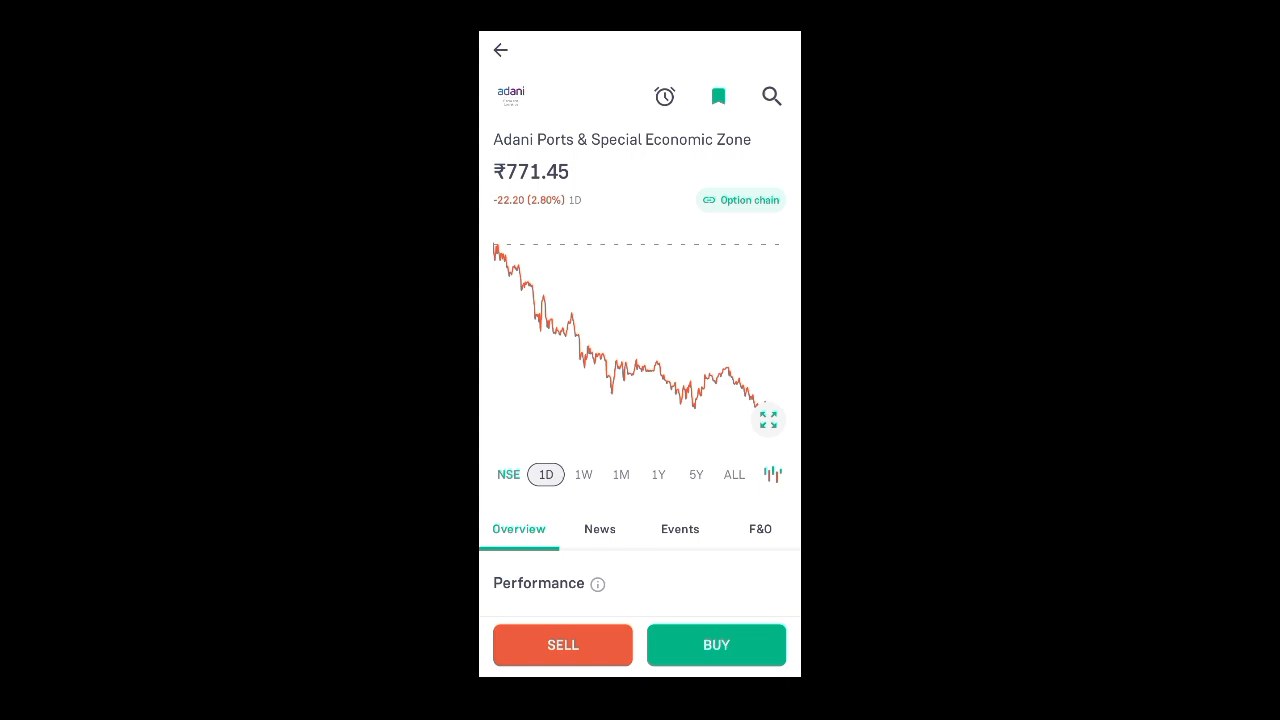 adani
Adani Ports & Special Economic Zone
₹771.45
-22.20 (2.80%) 1D
Option chain
NSE 1D 1W 1M 1Y 5Y ALL
Overview News Events F&O
Performance
SELL BUY